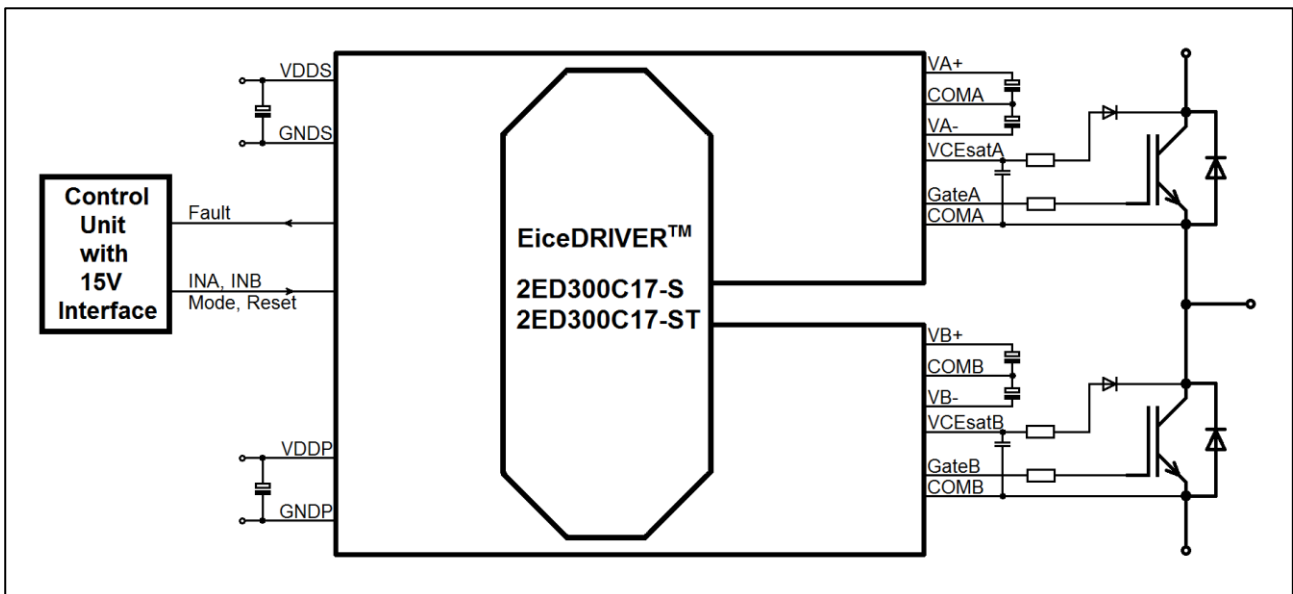 VDDS
GNDS
Control
Unit
with
15V
Interface
Fault
INA, INB
Mode, Reset
VDDP
GNDP
EiceDRIVER™
2ED300C17-S
2ED300C17-ST
VA+
COMA
VA-
VCEsatA
GateA
COMA
VB+
COMB
VB-
VCEsatB
GateB
COMB